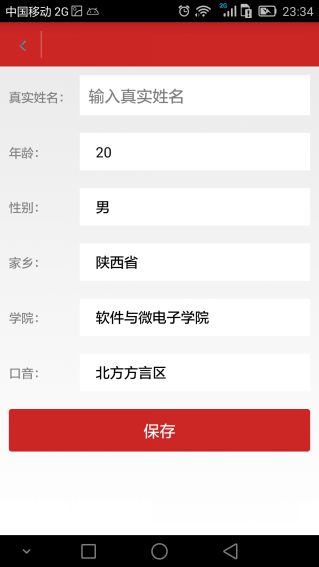 中国移动 2G 2G 23:34
真实姓名： 输入真实姓名
年龄： 20
性别： 男
家乡： 陕西省
学院： 软件与微电子学院
口音： 北方方言区
保存